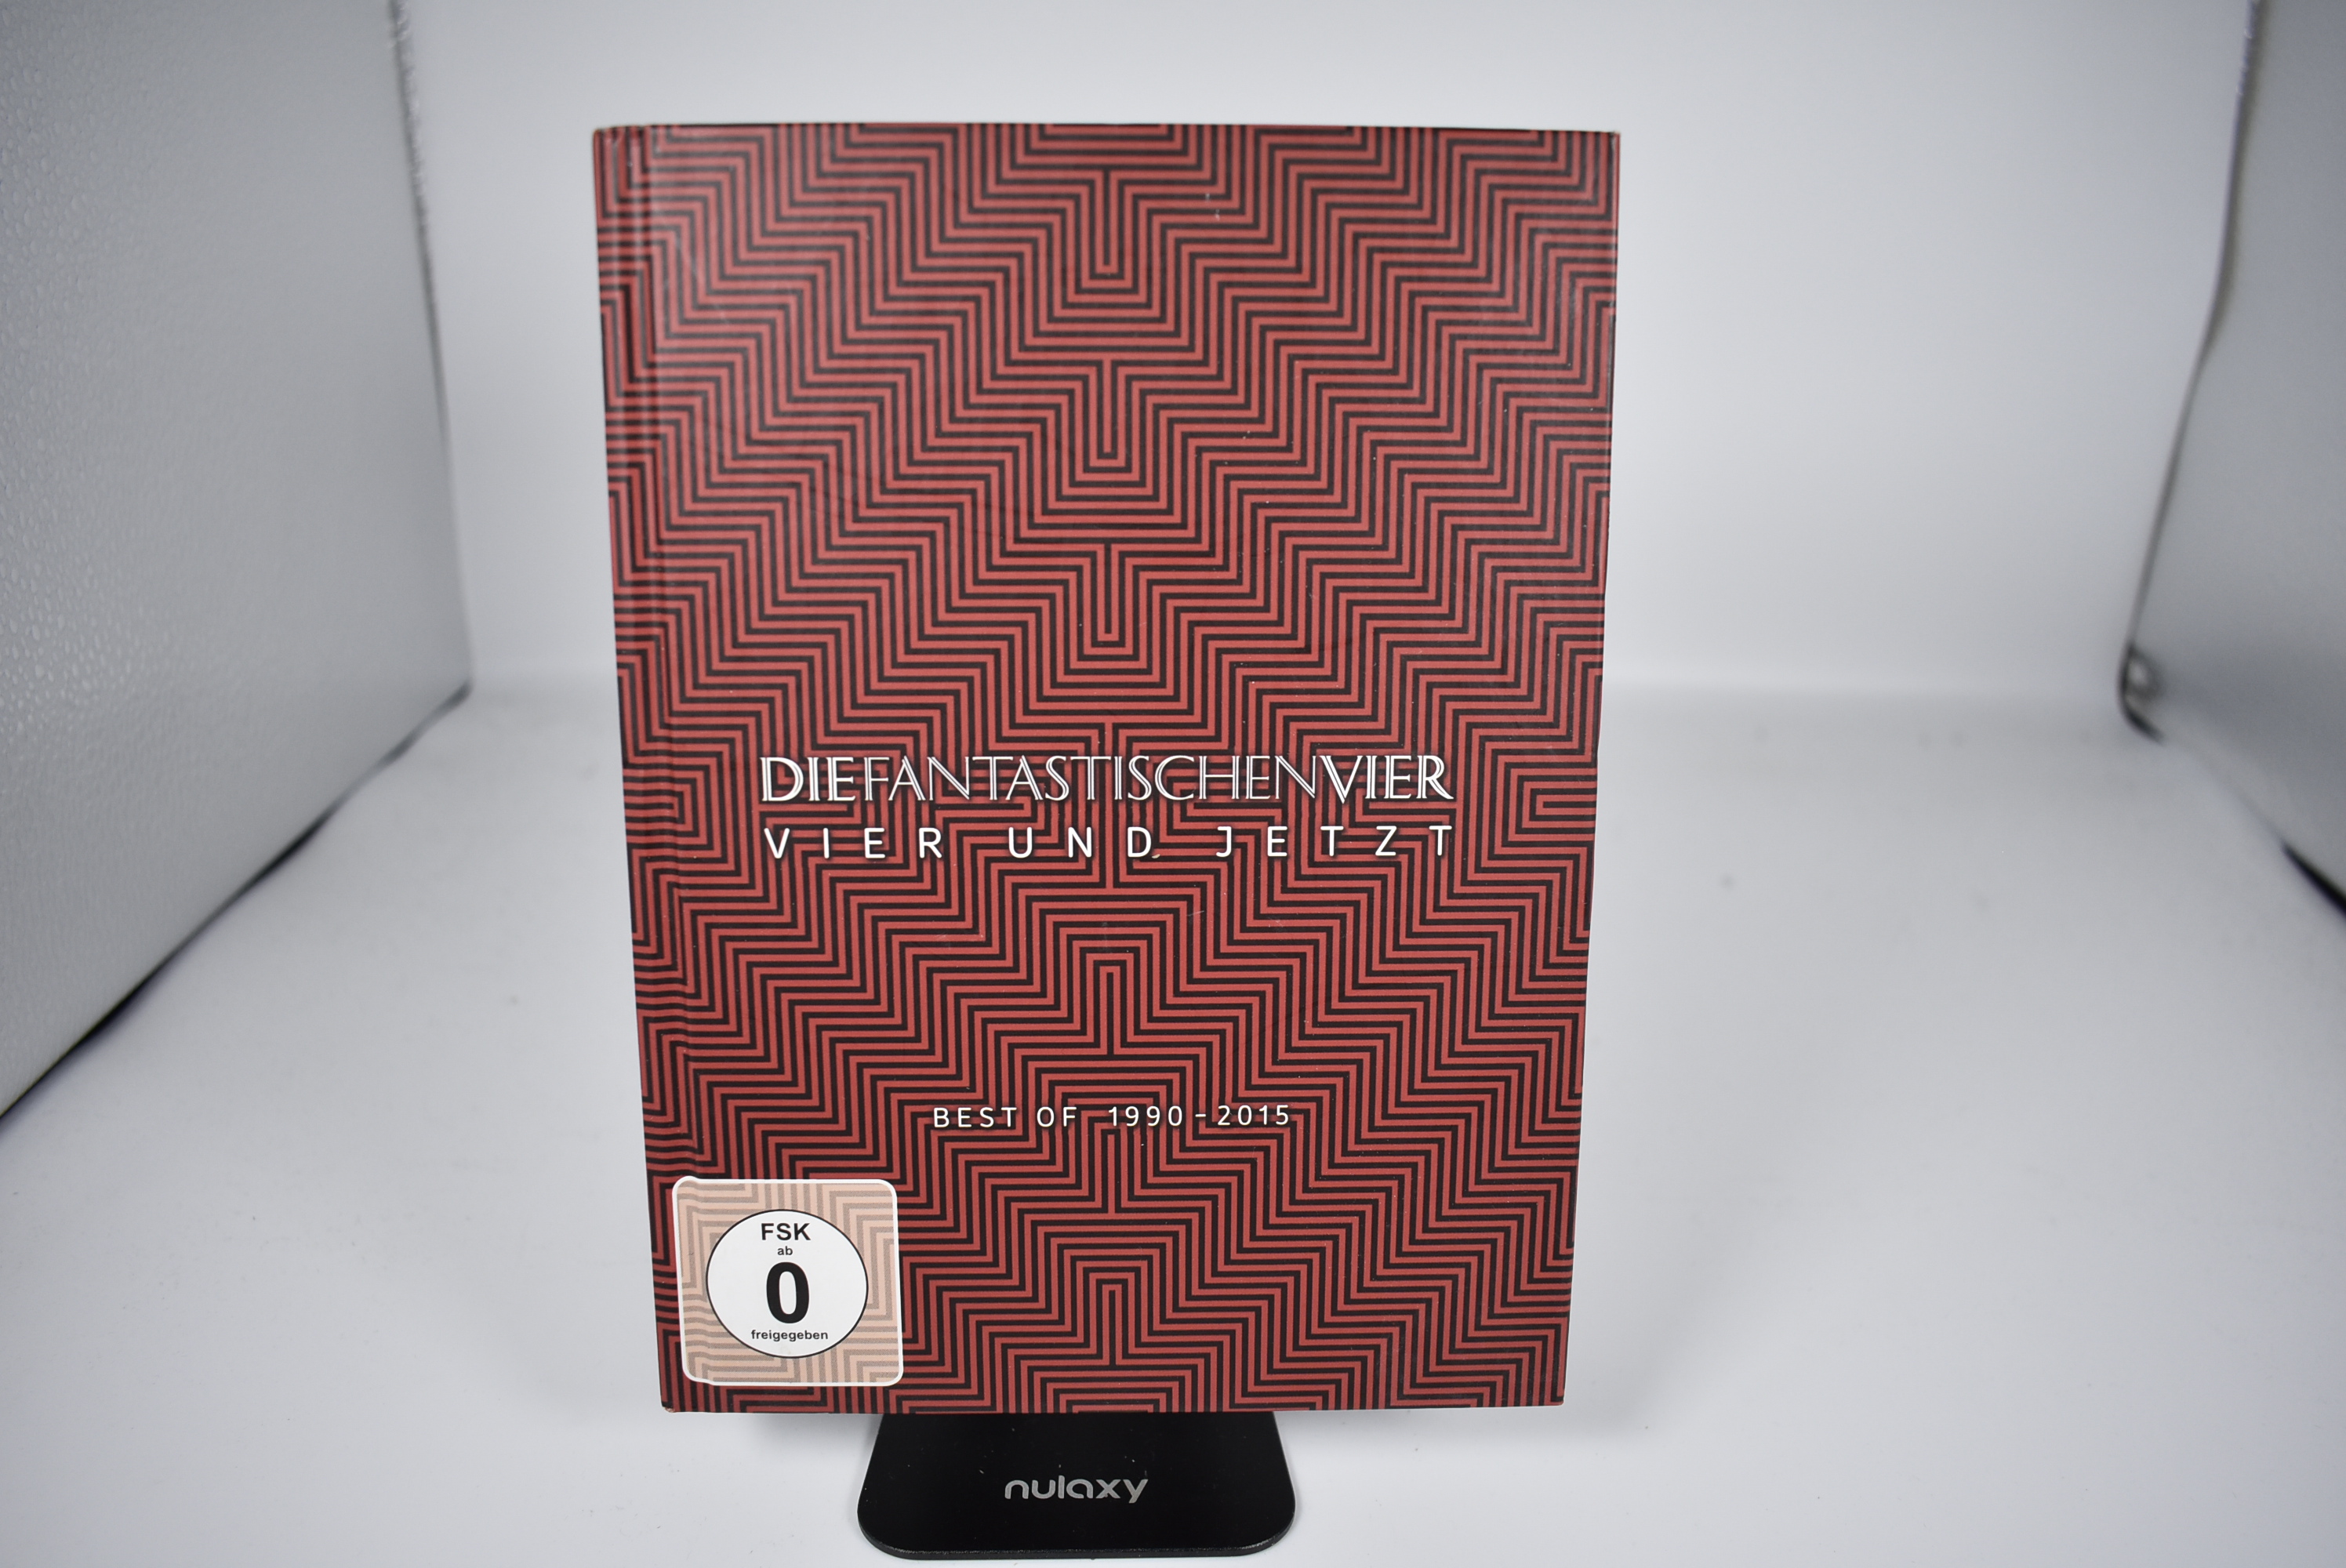 DIEFANTASTISCHENVIER
VIER UND JETZT
BEST OF 1990-2015
FSK
ab
0
freigegeben
nulaxy